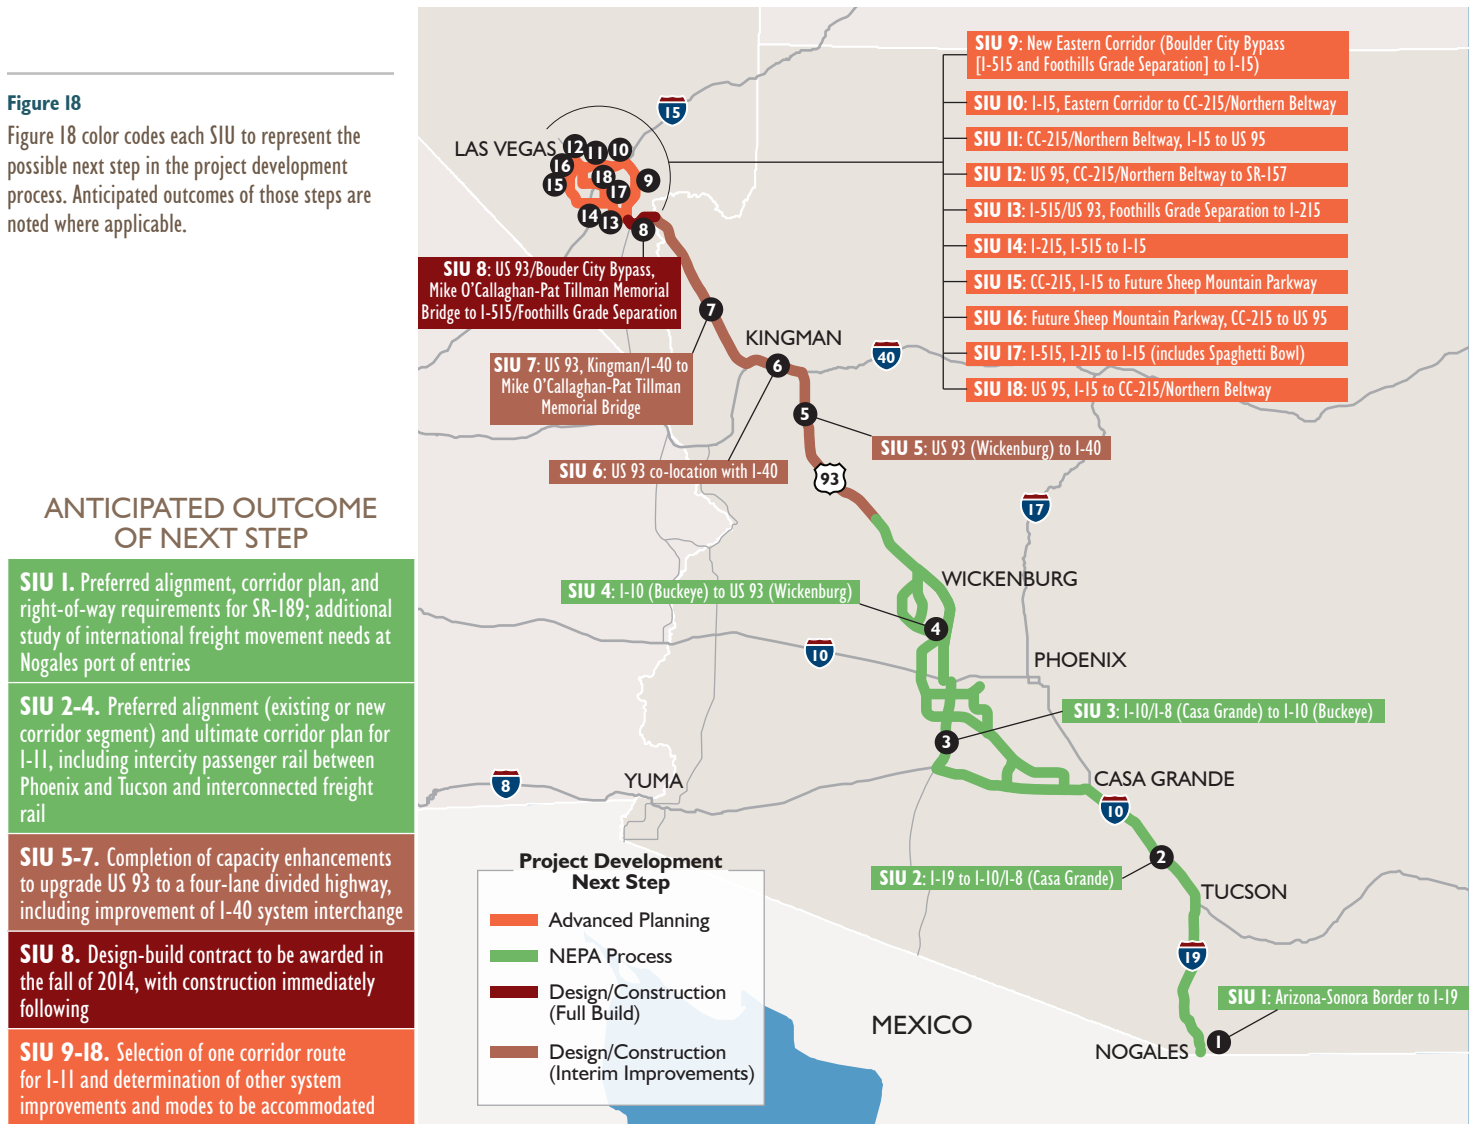 Figure 18
Figure 18 color codes each SIU to represent the
possible next step in the project development
process. Anticipated outcomes of those steps are
noted where applicable.
ANTICIPATED OUTCOME
OF NEXT STEP
SIU 1. Preferred alignment, corridor plan, and
right-of-way requirements for SR-189; additional
study of international freight movement needs at
Nogales port of entries
SIU 2-4. Preferred alignment (existing or new
corridor segment) and ultimate corridor plan for
I-11, including intercity passenger rail between
Phoenix and Tucson and interconnected freight
rail
SIU 5-7. Completion of capacity enhancements
to upgrade US 93 to a four-lane divided highway,
including improvement of I-40 system interchange
SIU 8. Design-build contract to be awarded in
the fall of 2014, with construction immediately
following
SIU 9-18. Selection of one corridor route
for I-11 and determination of other system
improvements and modes to be accommodated
SIU 9: New Eastern Corridor (Boulder City Bypass
[I-515 and Foothills Grade Separation] to I-15)
SIU 10: I-15, Eastern Corridor to CC-215/Northern Beltway
SIU 11: CC-215/Northern Beltway, I-15 to US 95
SIU 12: US 95, CC-215/Northern Beltway to SR-157
SIU 13: I-515/US 93, Foothills Grade Separation to I-215
SIU 14: I-215, I-515 to I-15
SIU 15: CC-215, I-15 to Future Sheep Mountain Parkway
SIU 16: Future Sheep Mountain Parkway, CC-215 to US 95
SIU 17: I-515, I-215 to I-15 (includes Spaghetti Bowl)
SIU 18: US 95, I-15 to CC-215/Northern Beltway
15
LAS VEGAS
12
11
10
16
15
18
17
9
14
13
8
SIU 8: US 93/Bouder City Bypass,
Mike O'Callaghan-Pat Tillman Memorial
Bridge to I-515/Foothills Grade Separation
7
KINGMAN
SIU 7: US 93, Kingman/I-40 to
Mike O'Callaghan-Pat Tillman
Memorial Bridge
6
40
5
SIU 5: US 93 (Wickenburg) to I-40
SIU 6: US 93 co-location with I-40
93
17
WICKENBURG
SIU 4: I-10 (Buckeye) to US 93 (Wickenburg)
4
10
PHOENIX
SIU 3: I-10/I-8 (Casa Grande) to I-10 (Buckeye)
3
8
YUMA
CASA GRANDE
10
2
SIU 2: I-19 to I-10/I-8 (Casa Grande)
TUCSON
19
SIU 1: Arizona-Sonora Border to I-19
MEXICO
NOGALES
1
Project Development
Next Step
Advanced Planning
NEPA Process
Design/Construction
(Full Build)
Design/Construction
(Interim Improvements)